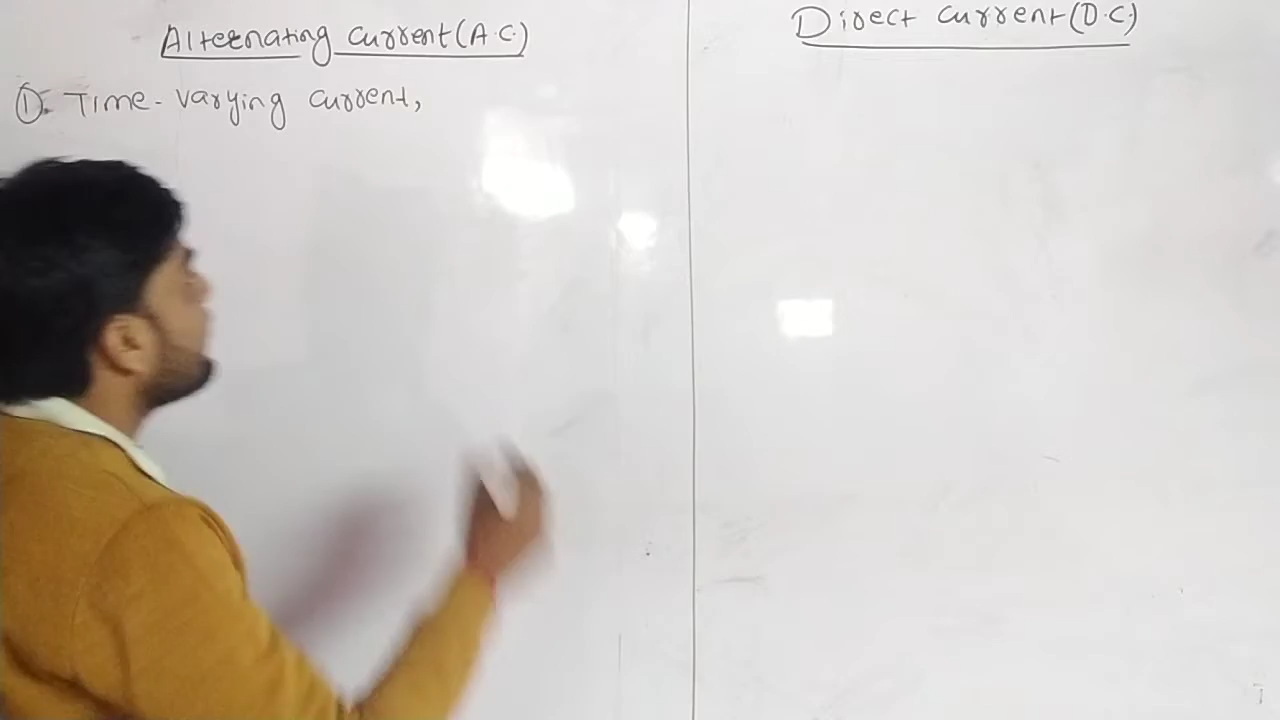 Alternating current (A.C.)
①. Time-varying current,
Direct current (D.C.)